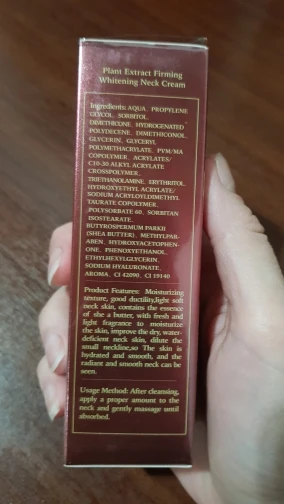 Plant Extract Firming
Whitening Neck Cream
Ingredients: AQUA、PROPYLENE
GLYCOL、SORBITOL、
DIMETHICONE、HYDROGENATED
POLYDECENE、DIMETHICONOL、
GLYCERIN、GLYCERYL
POLYMETHACRYLATE、PVM/MA
COPOLYMER、ACRYLATES/
C10-30 ALKYL ACRYLATE
CROSSPOLYMER、
TRIETHANOLAMINE、ERYTHRITOL、
HYDROXYETHYL ACRYLATE/
SODIUM ACRYLOYLDIMETHYL
TAURATE COPOLYMER、
POLYSORBATE 60、SORBITAN
ISOSTEARATE、
BUTYROSPERMUM PARKII
(SHEA BUTTER)、METHYLPAR-
ABEN、HYDROXYACETOPHEN-
ONE、PHENOXYETHANOL、
ETHYLHEXYLGLYCERIN、
SODIUM HYALURONATE、
AROMA、CI 42090、CI 19140
Product Features: Moisturizing
texture, good ductility,light soft
neck skin, contains the essence
of she a butter, with fresh and
light fragrance to moisturize
the skin, improve the dry, water-
deficient neck skin, dilute the
small neckline,so The skin is
hydrated and smooth, and the
radiant and smooth neck can be
seen.
Usage Method: After cleansing,
apply a proper amount to the
neck and gently massage until
absorbed.